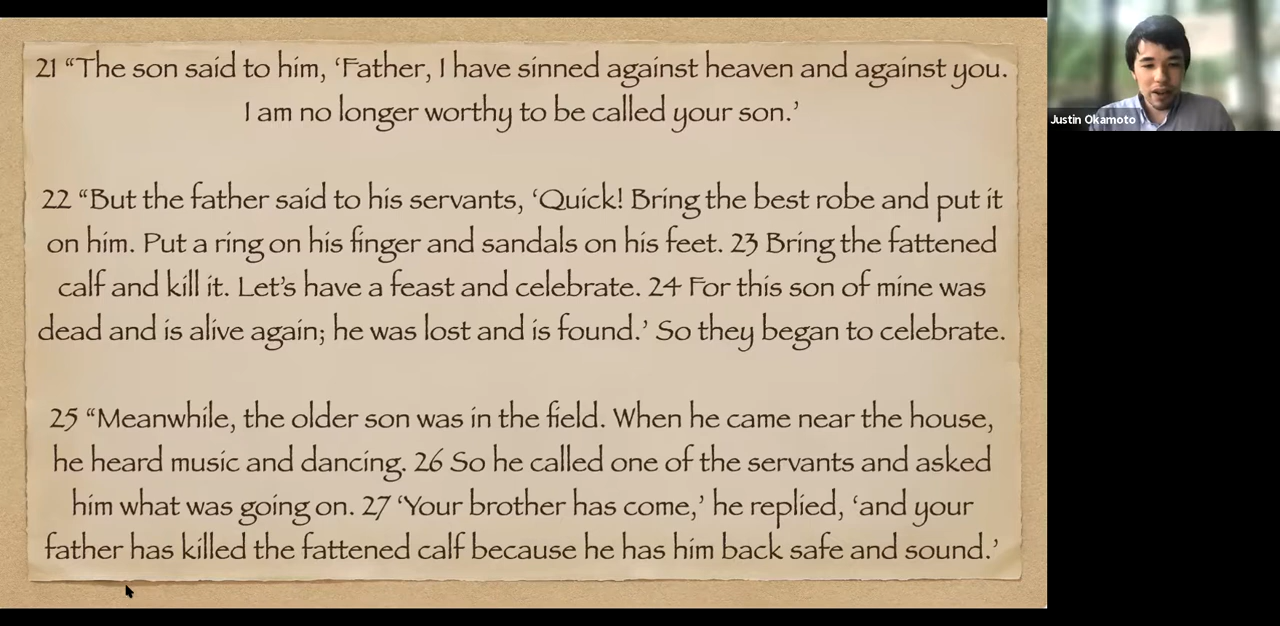 21 “The son said to him, ‘Father, I have sinned against heaven and against you.
I am no longer worthy to be called your son.’
22 “But the father said to his servants, ‘Quick! Bring the best robe and put it
on him. Put a ring on his finger and sandals on his feet. 23 Bring the fattened
calf and kill it. Let’s have a feast and celebrate. 24 For this son of mine was
dead and is alive again; he was lost and is found.’ So they began to celebrate.
25 “Meanwhile, the older son was in the field. When he came near the house,
he heard music and dancing. 26 So he called one of the servants and asked
him what was going on. 27 ‘Your brother has come,’ he replied, ‘and your
father has killed the fattened calf because he has him back safe and sound.’
Justin Okamoto